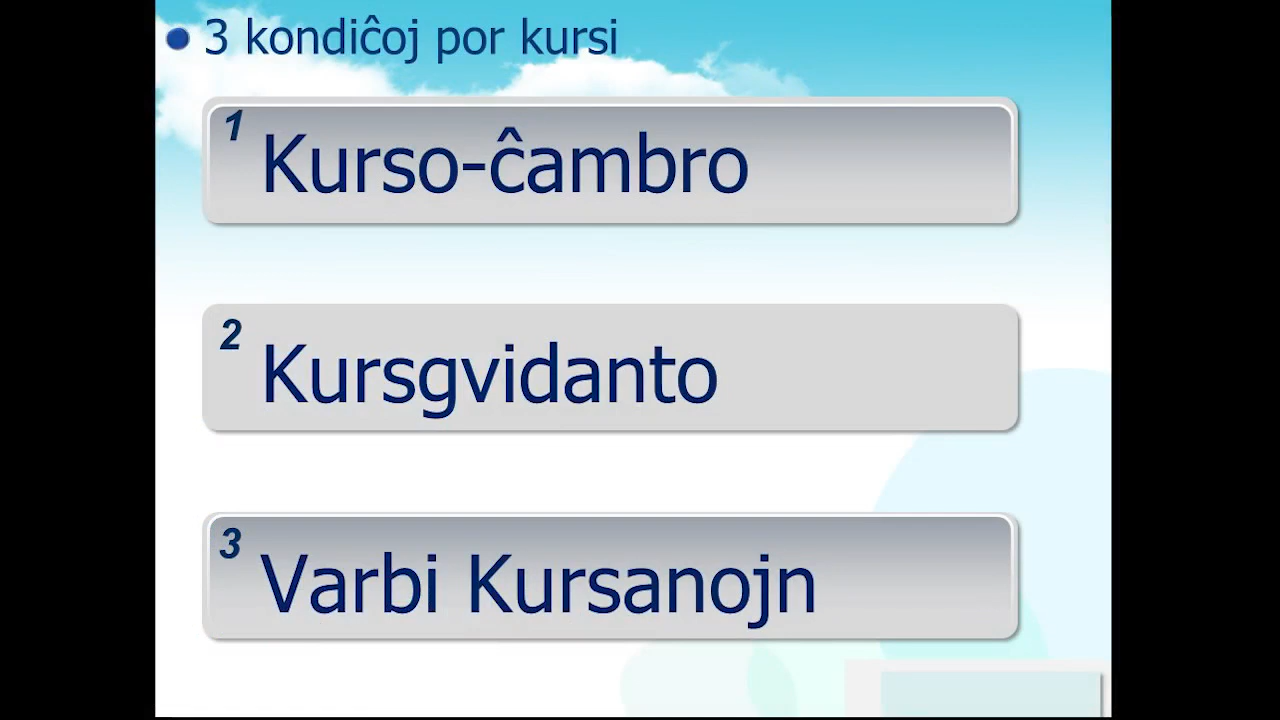 3 kondiĉoj por kursi
1
Kurso-ĉambro
2
Kursgvidanto
3
Varbi Kursanojn